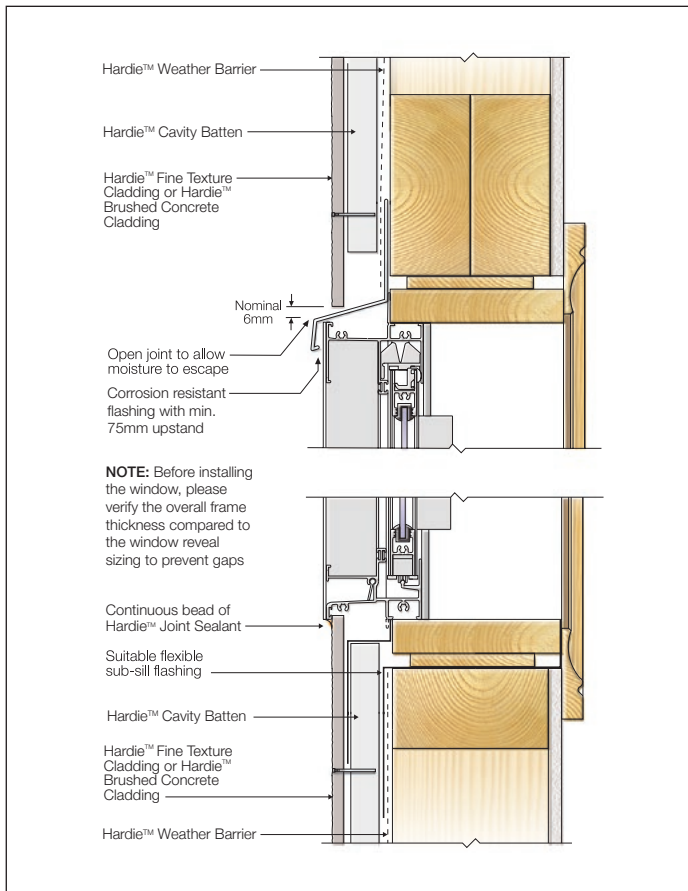 Hardie™ Weather Barrier
Hardie™ Cavity Batten
Hardie™ Fine Texture
Cladding or Hardie™
Brushed Concrete
Cladding
Nominal
6mm
Open joint to allow
moisture to escape
Corrosion resistant
flashing with min.
75mm upstand
NOTE: Before installing
the window, please
verify the overall frame
thickness compared to
the window reveal
sizing to prevent gaps
Continuous bead of
Hardie™ Joint Sealant
Suitable flexible
sub-sill flashing
Hardie™ Cavity Batten
Hardie™ Fine Texture
Cladding or Hardie™
Brushed Concrete
Cladding
Hardie™ Weather Barrier